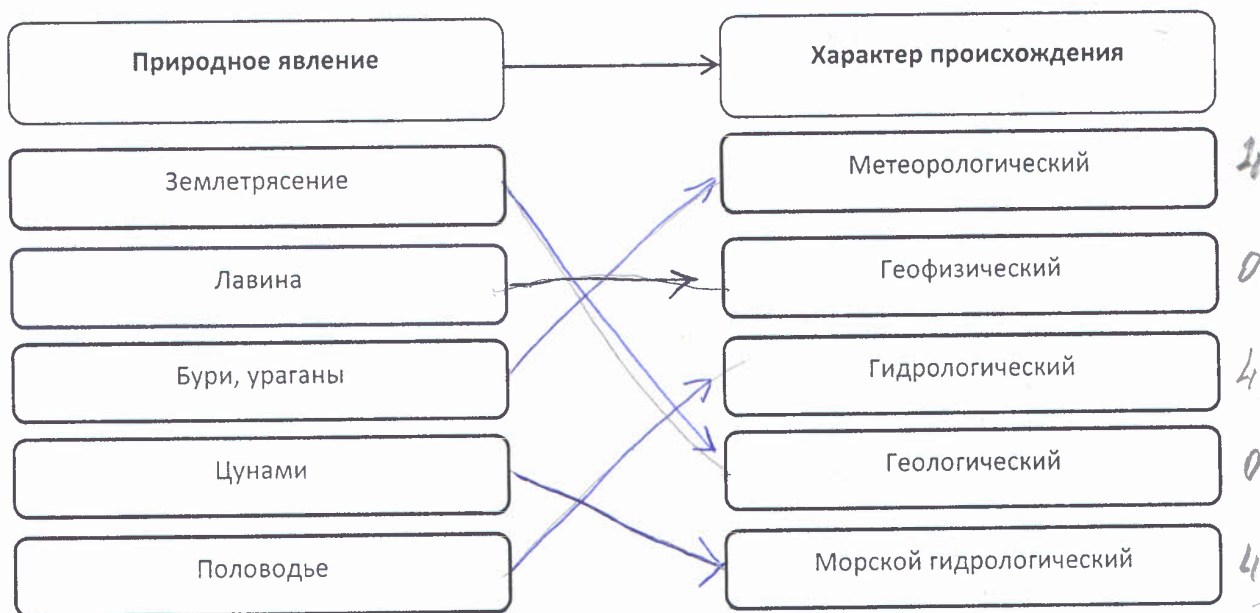 Природное явление
Характер происхождения
Землетрясение
Метеорологический
Лавина
Геофизический
0
Бури, ураганы
Гидрологический
4
Цунами
Геологический
0
Половодье
Морской гидрологический
4